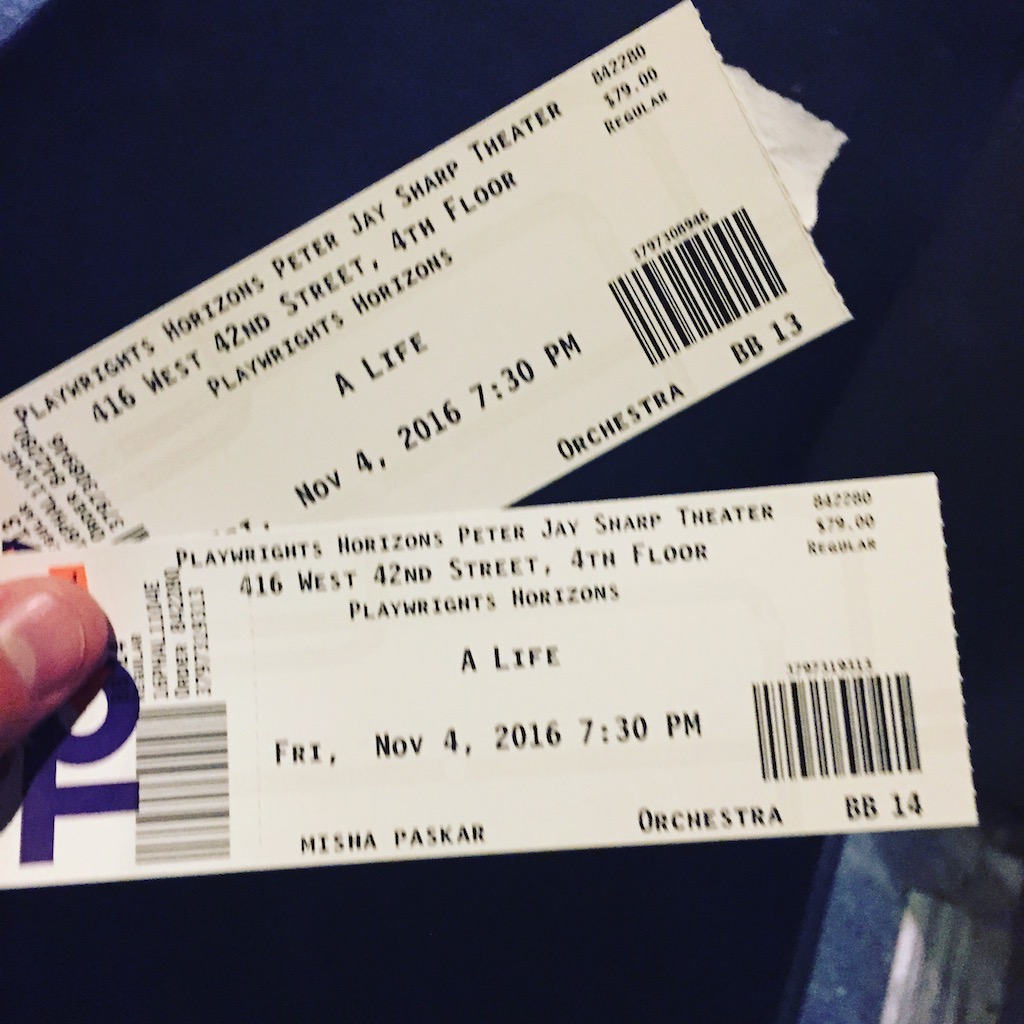 PLAYWRIGHTS HORIZONS PETER JAY SHARP THEATER
416 WEST 42ND STREET, 4TH FLOOR
PLAYWRIGHTS HORIZONS
A LIFE
NOV 4, 2016 7:30 PM
ORCHESTRA
BB 13
842280
$79.00
REGULAR
3797308946
PLAYWRIGHTS HORIZONS PETER JAY SHARP THEATER
416 WEST 42ND STREET, 4TH FLOOR
PLAYWRIGHTS HORIZONS
A LIFE
FRI, NOV 4, 2016 7:30 PM
MISHA PASKAR
ORCHESTRA
BB 14
842280
$79.00
REGULAR
ORDER 842280